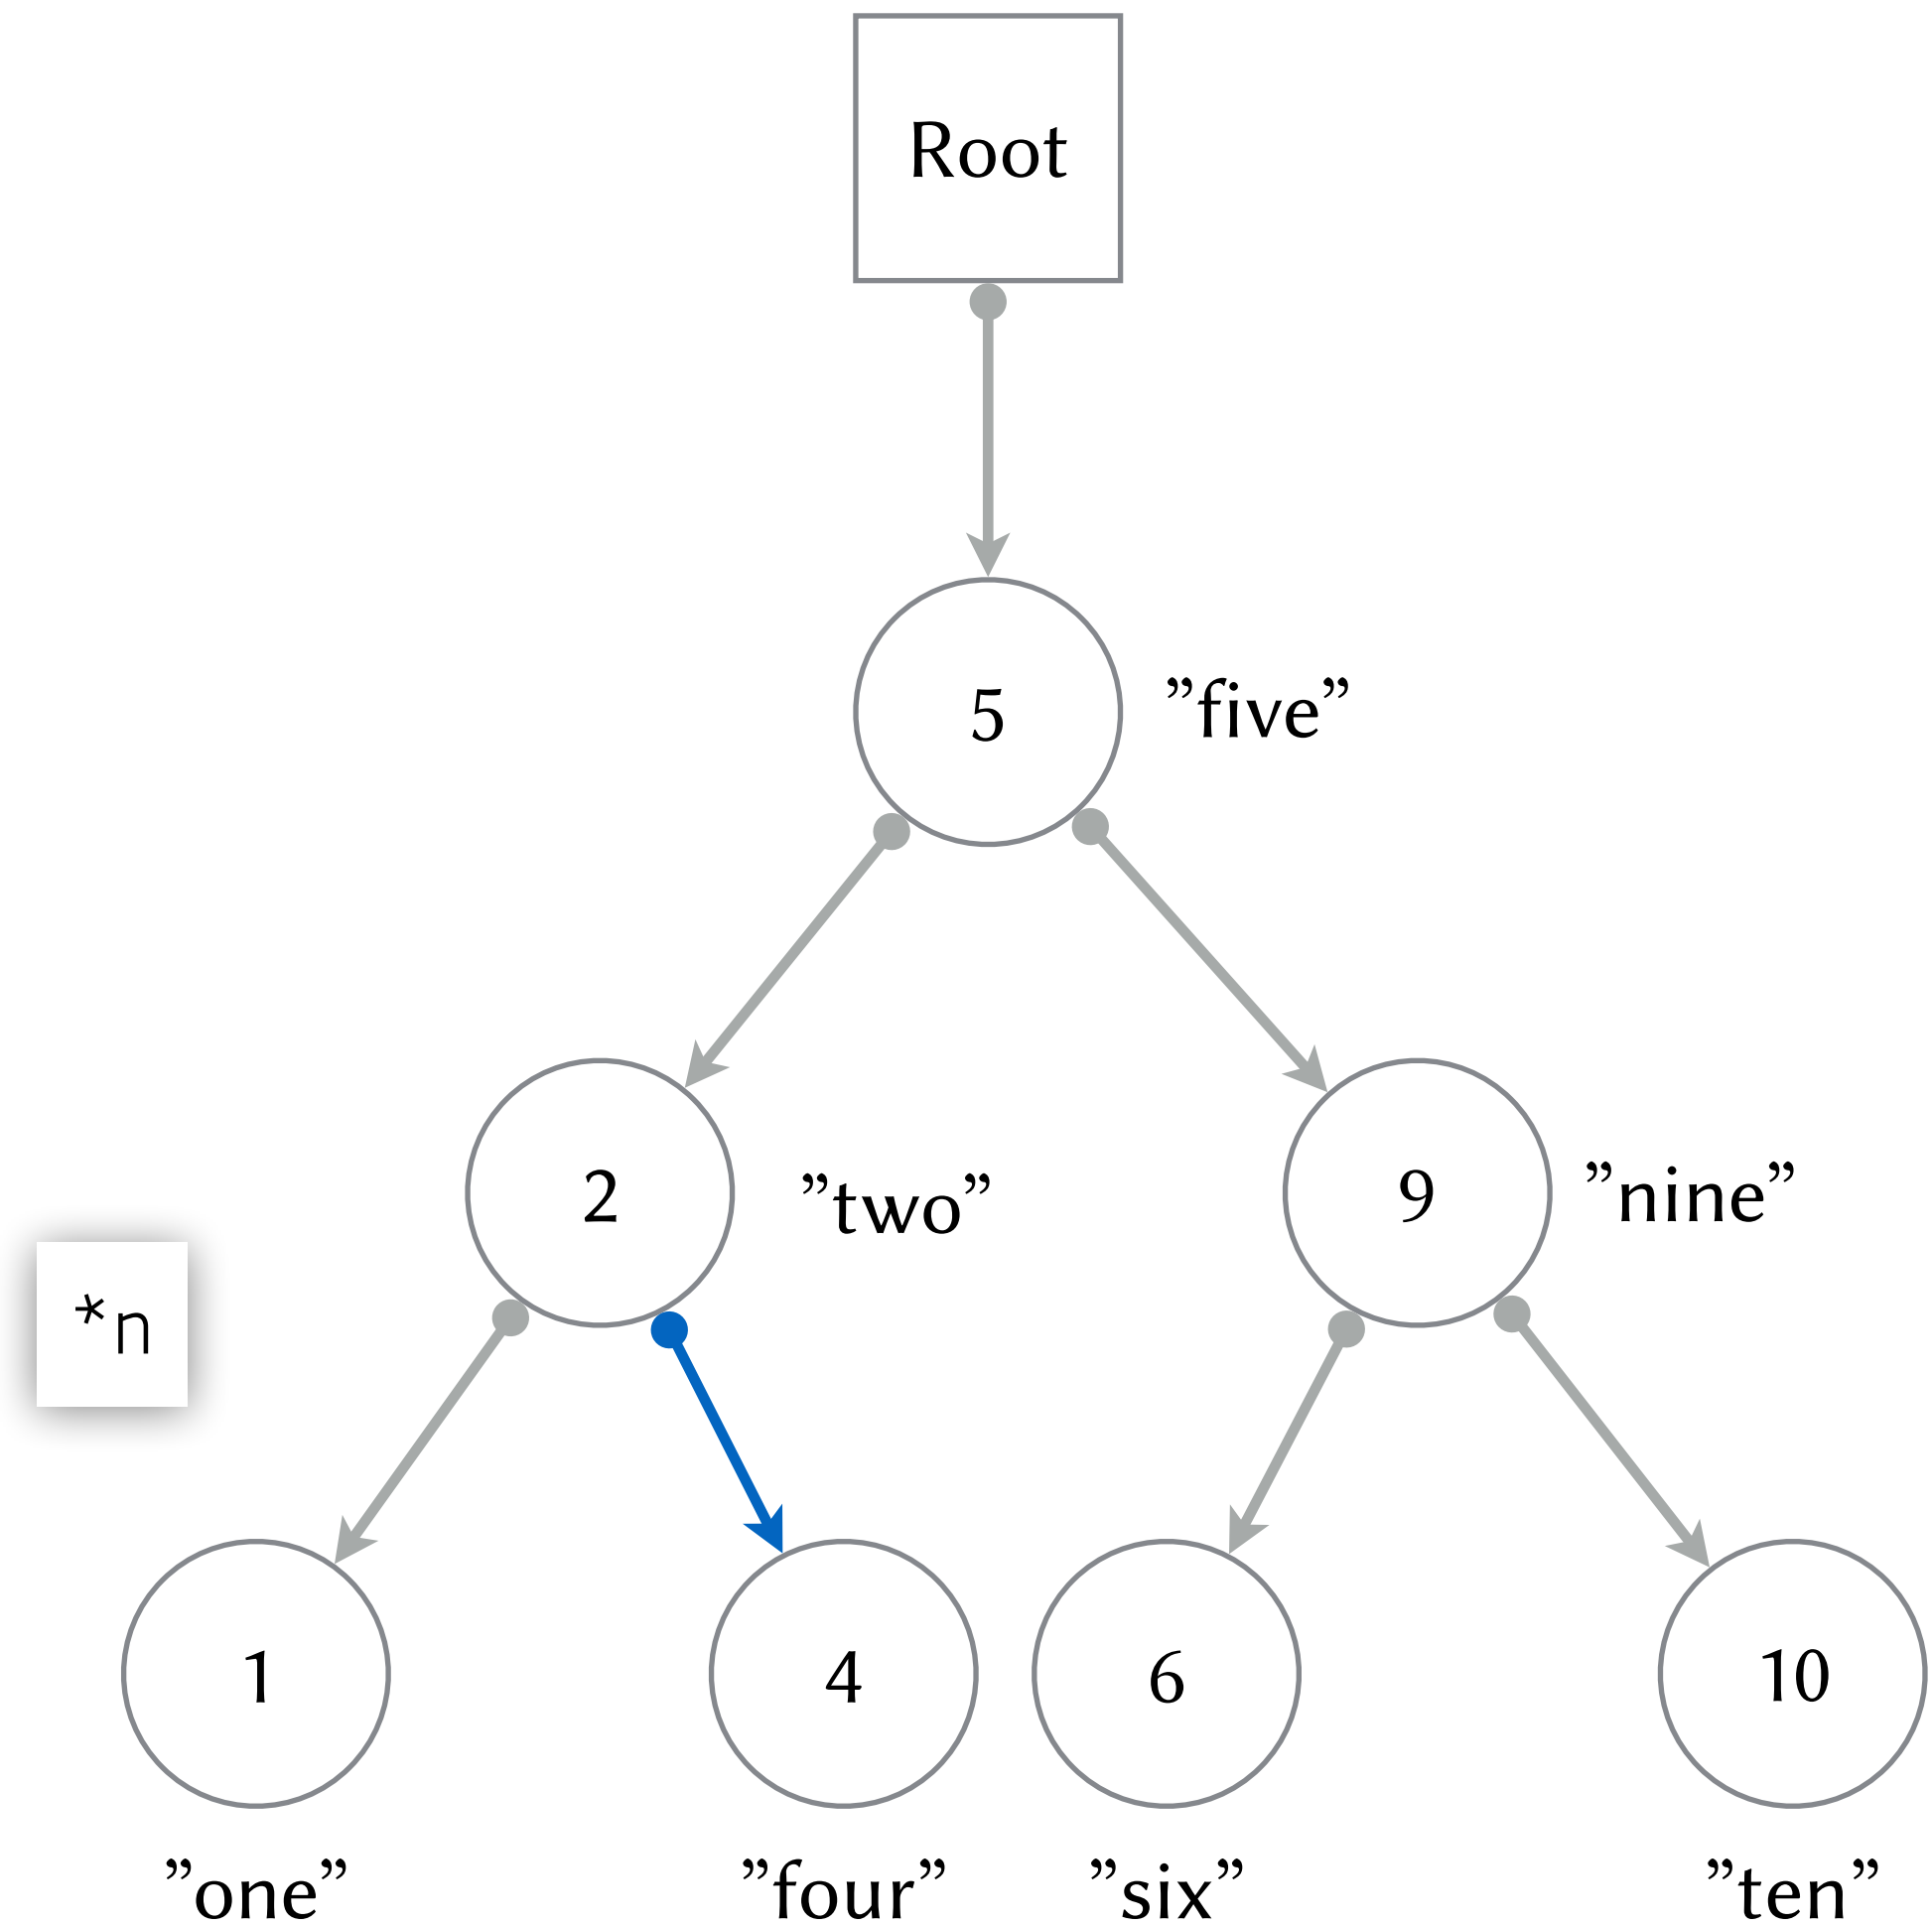 Root
5
”five”
2
”two”
9
”nine”
*n
1
4
6
10
”one”
”four”
”six”
”ten”